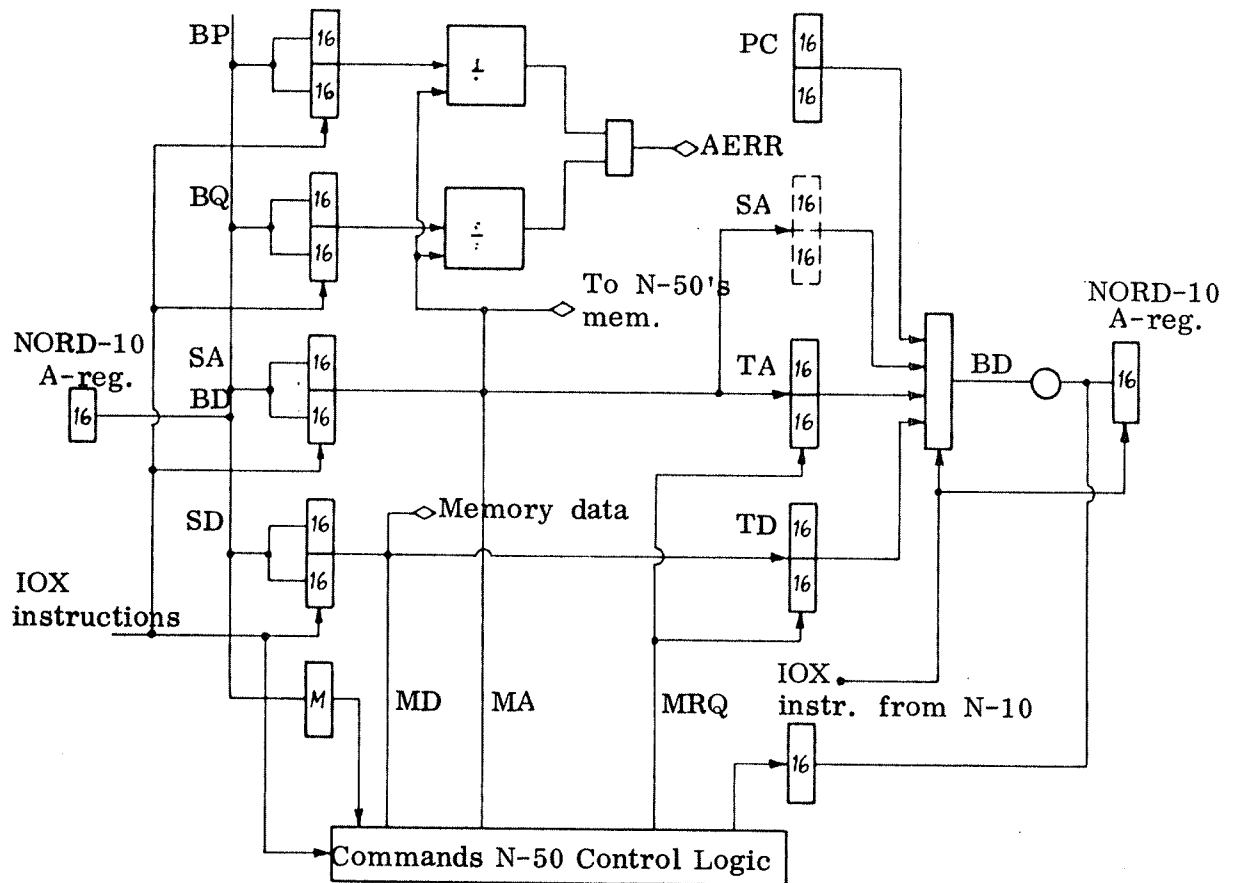 BP
16
16
÷
PC
16
16
AERR
BQ
16
16
÷
SA
16
16
To N-50's
mem.
NORD-10
A-reg.
16
SA
BD
16
16
TA
16
16
BD
NORD-10
A-reg.
16
SD
16
16
Memory data
TD
16
16
IOX
instructions
M
MD
MA
MRQ
IOX
instr. from N-10
16
Commands N-50 Control Logic